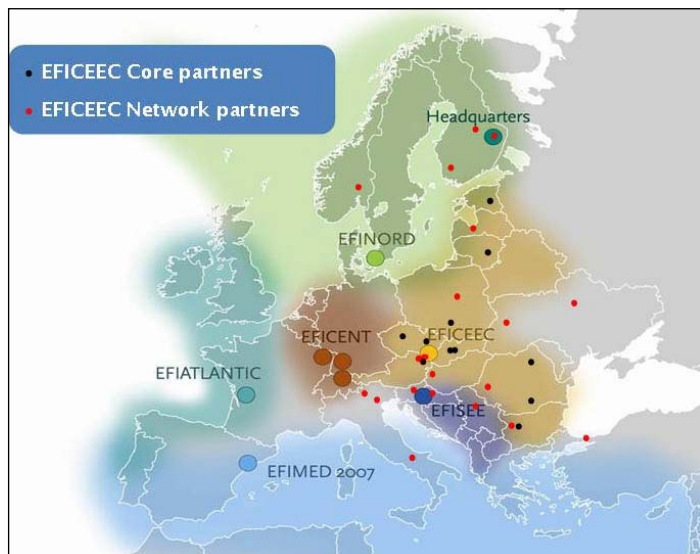 EFICEEC Core partners
EFICEEC Network partners
Headquarters
EFINORD
EFICENT
EFICEEC
EFIATLANTIC
EFISEE
EFIMED 2007